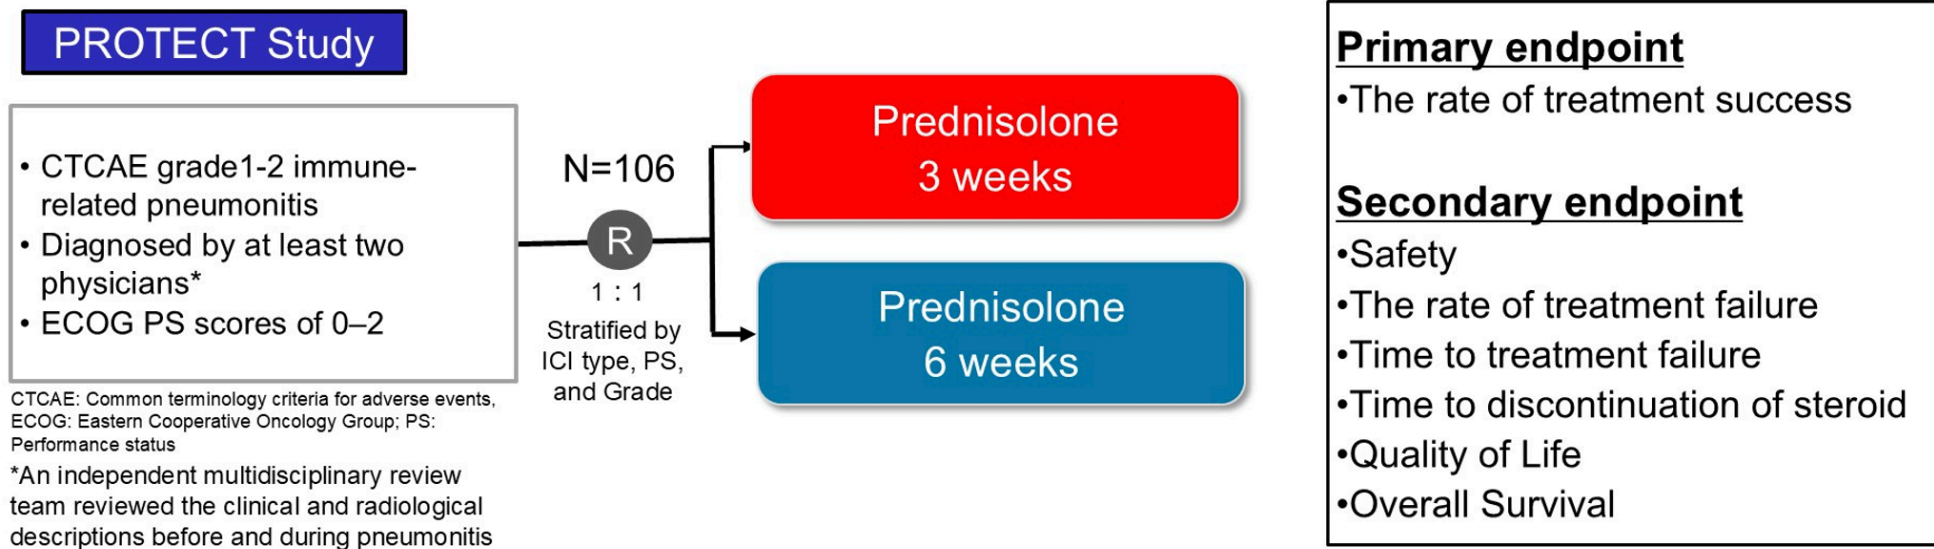 PROTECT Study
• CTCAE grade1-2 immune-
related pneumonitis
• Diagnosed by at least two
physicians*
• ECOG PS scores of 0–2
CTCAE: Common terminology criteria for adverse events,
ECOG: Eastern Cooperative Oncology Group; PS:
Performance status
*An independent multidisciplinary review
team reviewed the clinical and radiological
descriptions before and during pneumonitis
N=106
R
1 : 1
Stratified by
ICI type, PS,
and Grade
Prednisolone
3 weeks
Prednisolone
6 weeks
Primary endpoint
•The rate of treatment success
Secondary endpoint
•Safety
•The rate of treatment failure
•Time to treatment failure
•Time to discontinuation of steroid
•Quality of Life
•Overall Survival